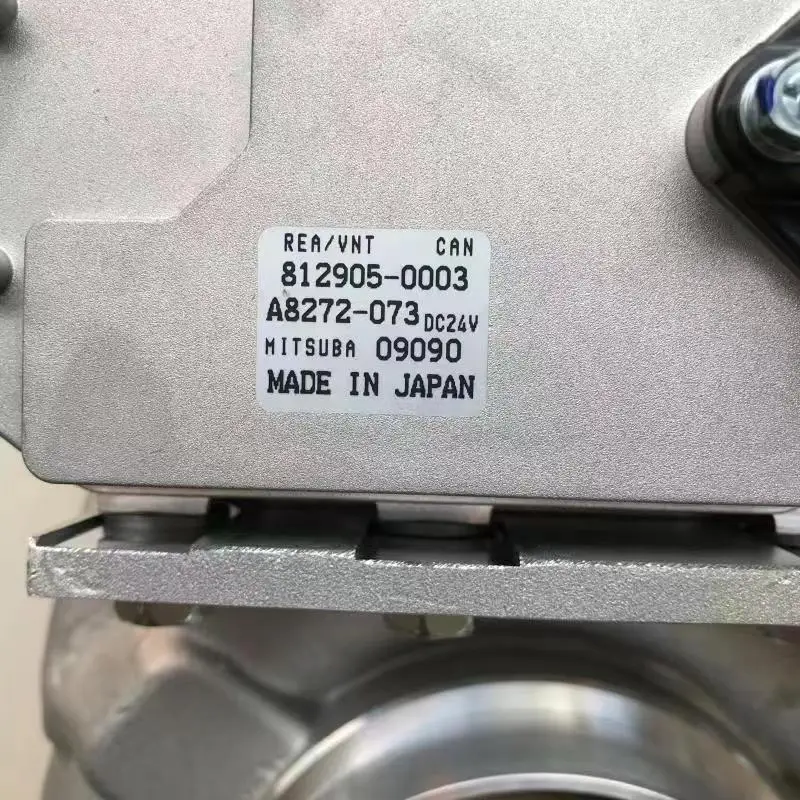 REA/VNT CAN
812905-0003
A8272-073 DC24V
MITSUBA 09090
MADE IN JAPAN